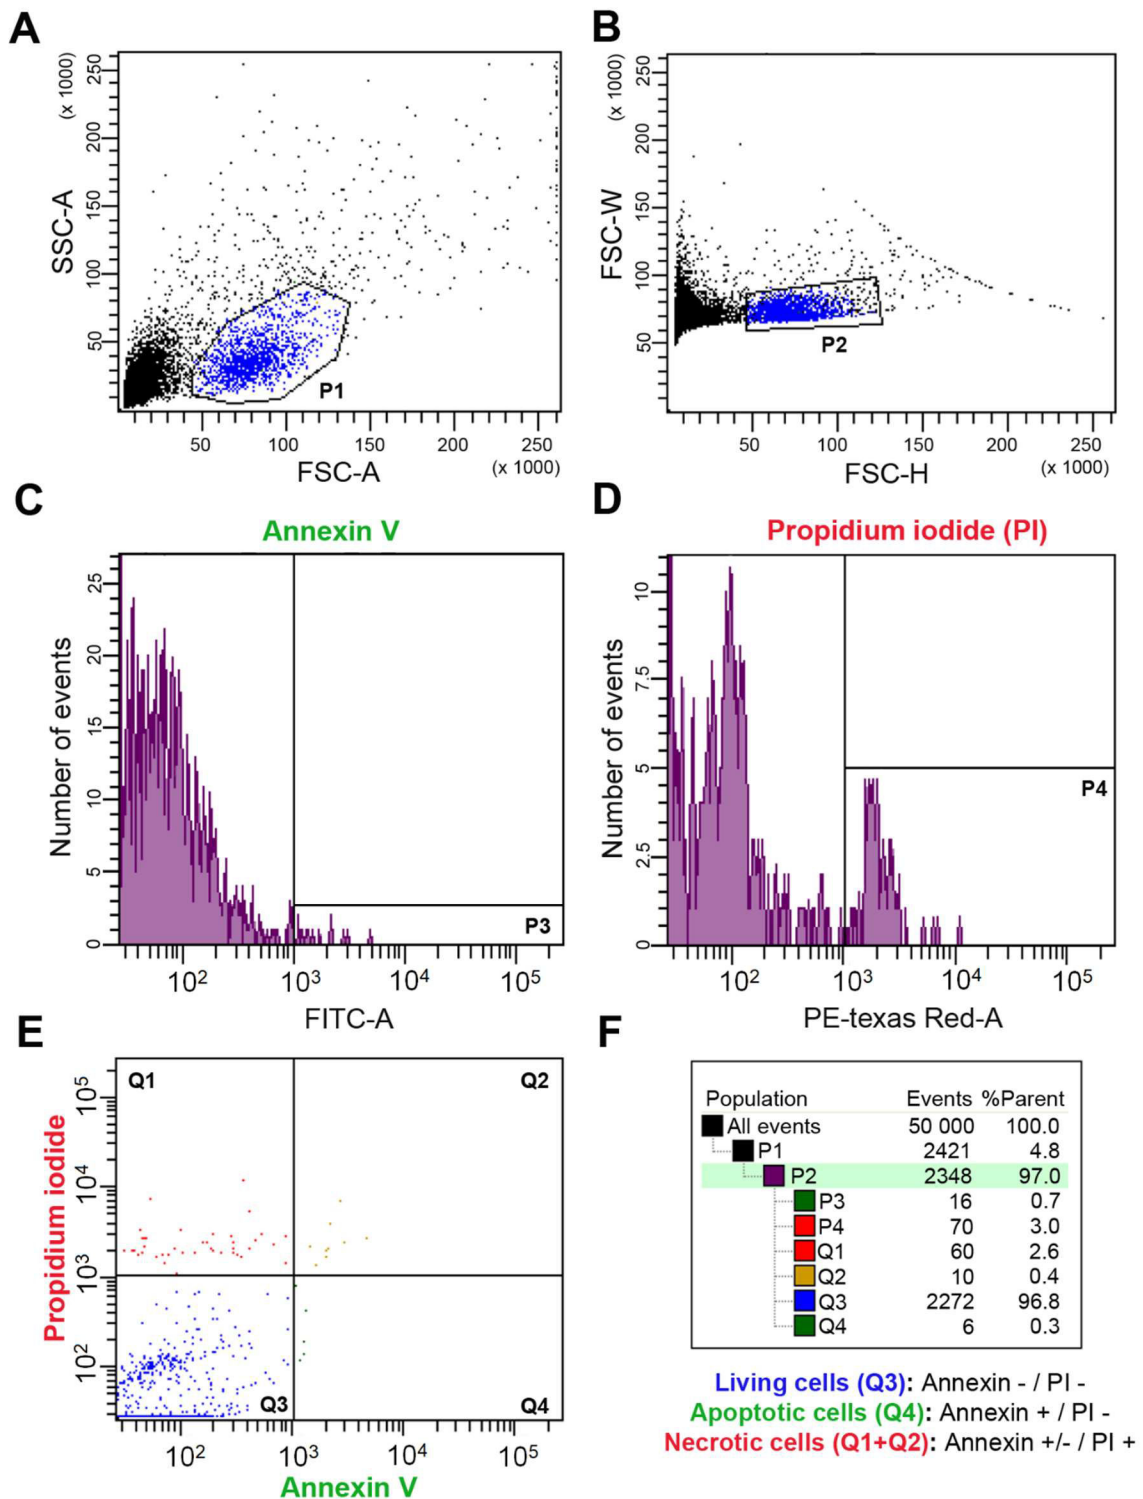 A
(x 1000)
250
200
150
100
50
SSC-A
P1
50 100 150 200 250
FSC-A
(x 1000)
B
(x 1000)
250
200
150
100
50
FSC-W
P2
50 100 150 200 250
FSC-H
(x 1000)
C
Annexin V
25
20
15
10
5
0
Number of events
P3
10² 10³ 10⁴ 10⁵
FITC-A
D
Propidium iodide (PI)
10
7.5
5
2.5
0
Number of events
P4
10² 10³ 10⁴ 10⁵
PE-texas Red-A
E
Q1 Q2
10⁵
10⁴
10³
10²
Propidium iodide
Q3 Q4
10² 10³ 10⁴ 10⁵
Annexin V
F
Population Events %Parent
All events 50 000 100.0
P1 2421 4.8
P2 2348 97.0
P3 16 0.7
P4 70 3.0
Q1 60 2.6
Q2 10 0.4
Q3 2272 96.8
Q4 6 0.3
Living cells (Q3): Annexin - / PI -
Apoptotic cells (Q4): Annexin + / PI -
Necrotic cells (Q1+Q2): Annexin +/- / PI +